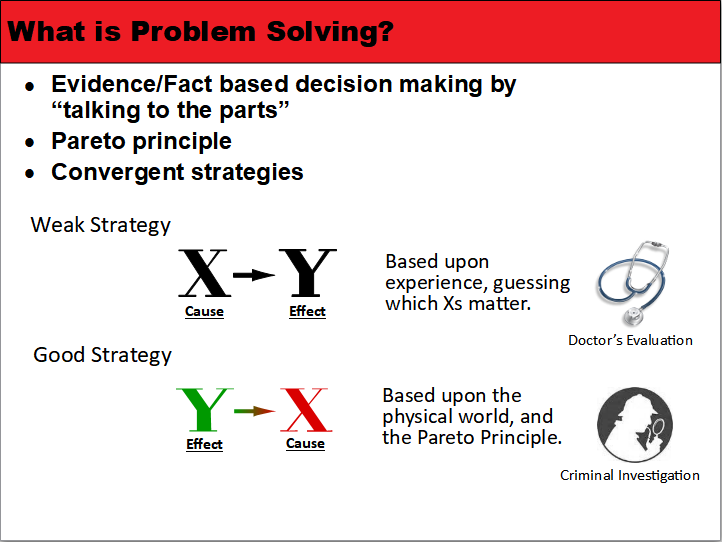 What is Problem Solving?
• Evidence/Fact based decision making by
“talking to the parts”
• Pareto principle
• Convergent strategies
Weak Strategy
X → Y
Cause Effect
Based upon
experience, guessing
which Xs matter.
Doctor’s Evaluation
Good Strategy
Y → X
Effect Cause
Based upon the
physical world, and
the Pareto Principle.
Criminal Investigation